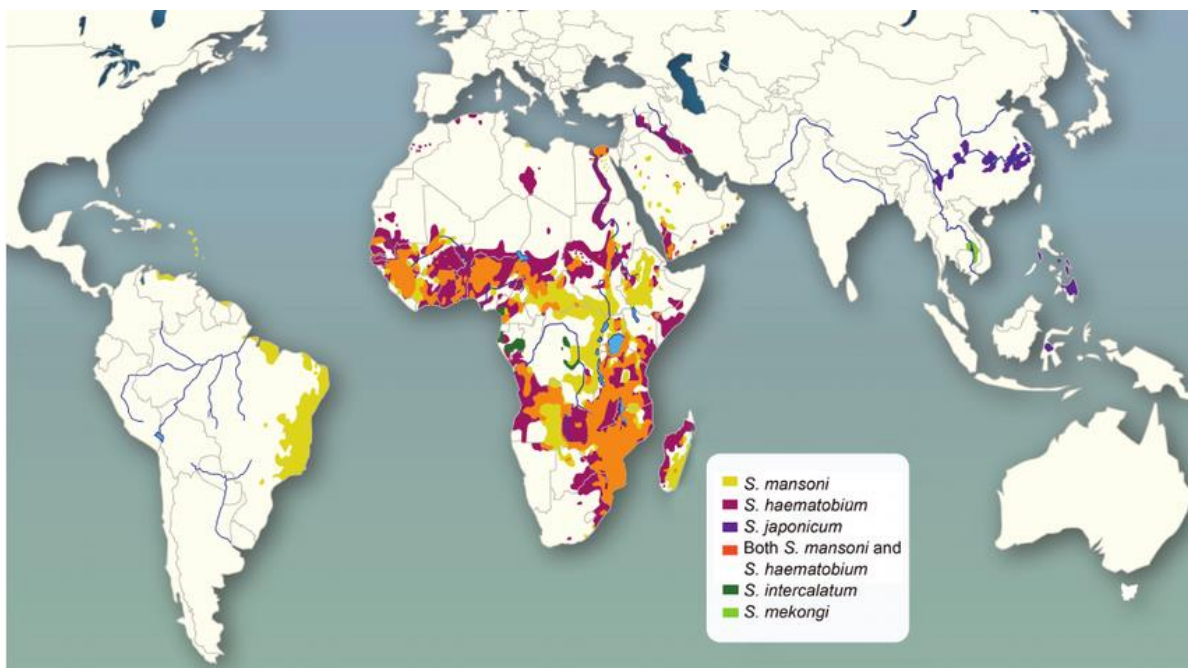 S. mansoni
S. haematobium
S. japonicum
Both S. mansoni and
S. haematobium
S. intercalatum
S. mekongi